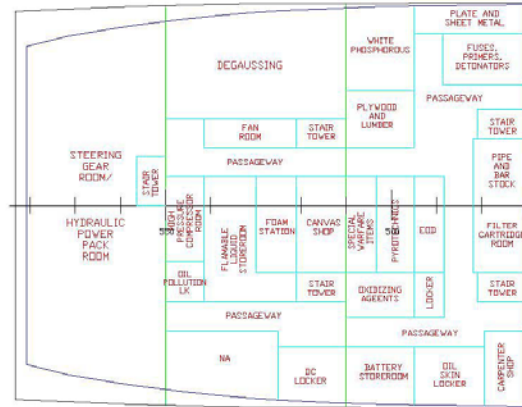 PLATE AND
SHEET METAL
WHITE
PHOSPHOROUS
FUSES,
PRIMERS,
DETONATORS
DEGAUSSING
PASSAGEWAY
PLYWOOD
AND
LUMBER
FAN
ROOM
STAIR
TOWER
STAIR
TOWER
STEERING
GEAR
ROOM/
PASSAGEWAY
PIPE
AND
BAR
STOCK
STAIR
TOWER
HYDRAULIC
POWER
PACK
ROOM
HIGH
PRESSURE
COMPRESSOR
ROOM
FLAMABLE
LIQUID
STOREROOM
FOAM
STATION
CANVAS
SHOP
SPECIAL
WARFARE
ITEMS
PYROTECHNICS
EOD
FILTER
CARTRIDGE
ROOM
OIL
POLLUTION
LK
STAIR
TOWER
OXIDIZING
AGEENTS
LOCKER
STAIR
TOWER
PASSAGEWAY
PASSAGEWAY
NA
DC
LOCKER
BATTERY
STOREROOM
OIL
SKIN
LOCKER
CARPENTER
SHOP